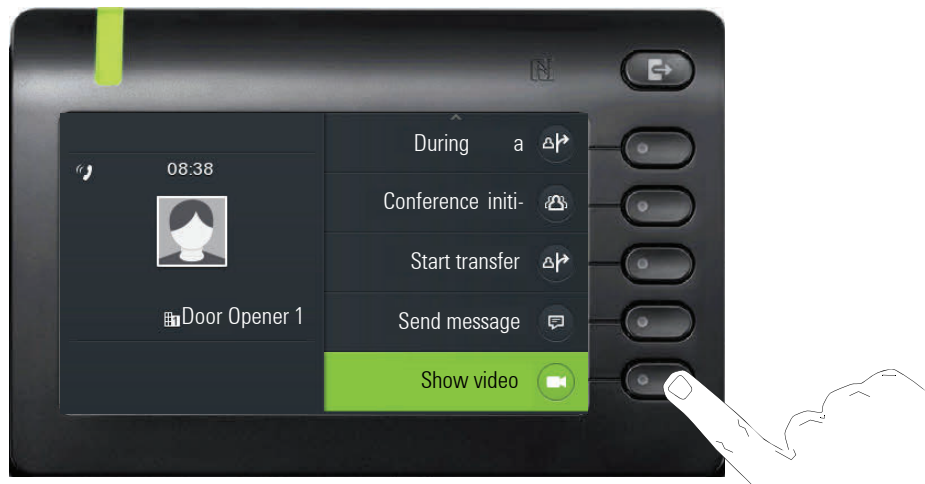 08:38
Door Opener 1
During a
Conference initi-
Start transfer
Send message
Show video